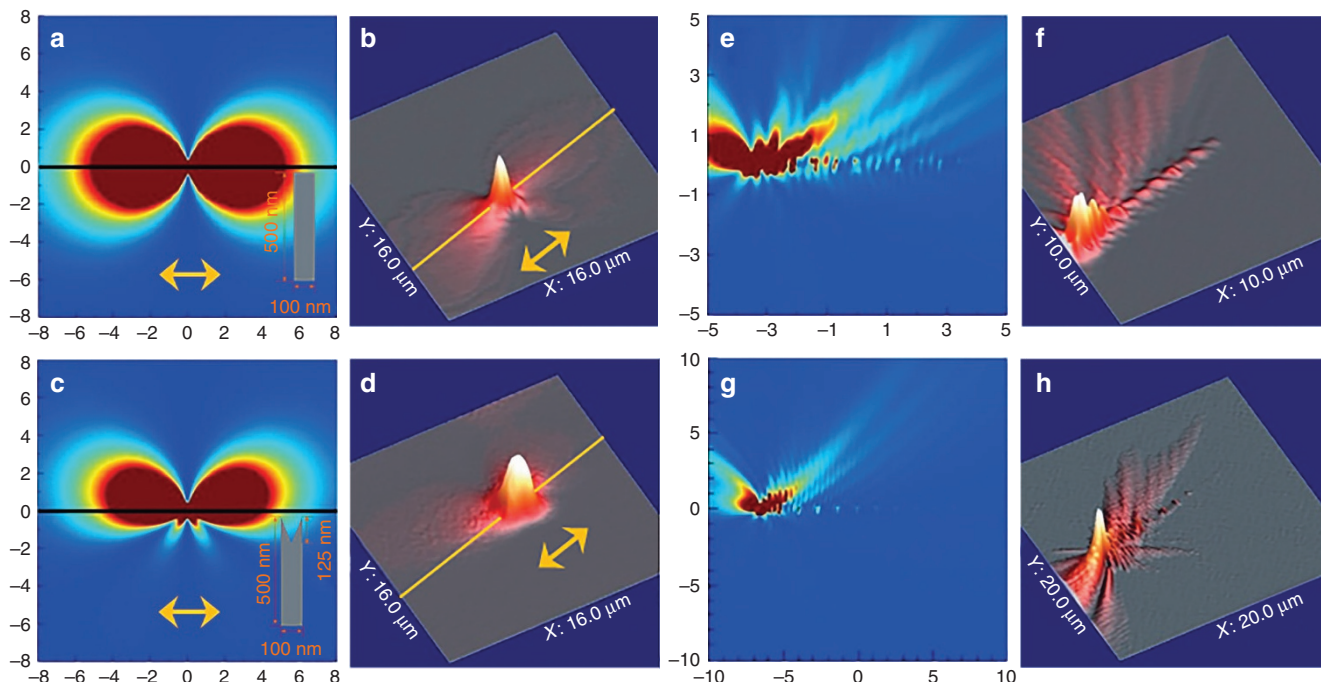 a
8
6
4
2
0
–2
–4
–6
–8
–8
–6
–4
–2
0
2
4
6
8
500 nm
100 nm
b
Y: 16.0 μm
X: 16.0 μm
e
5
3
1
–1
–3
–5
–5
–3
–1
1
3
5
f
Y: 10.0 μm
X: 10.0 μm
c
8
6
4
2
0
–2
–4
–6
–8
–8
–6
–4
–2
0
2
4
6
8
500 nm
125 nm
100 nm
d
Y: 16.0 μm
X: 16.0 μm
g
10
5
0
–5
–10
–10
–5
0
5
10
h
Y: 20.0 μm
X: 20.0 μm